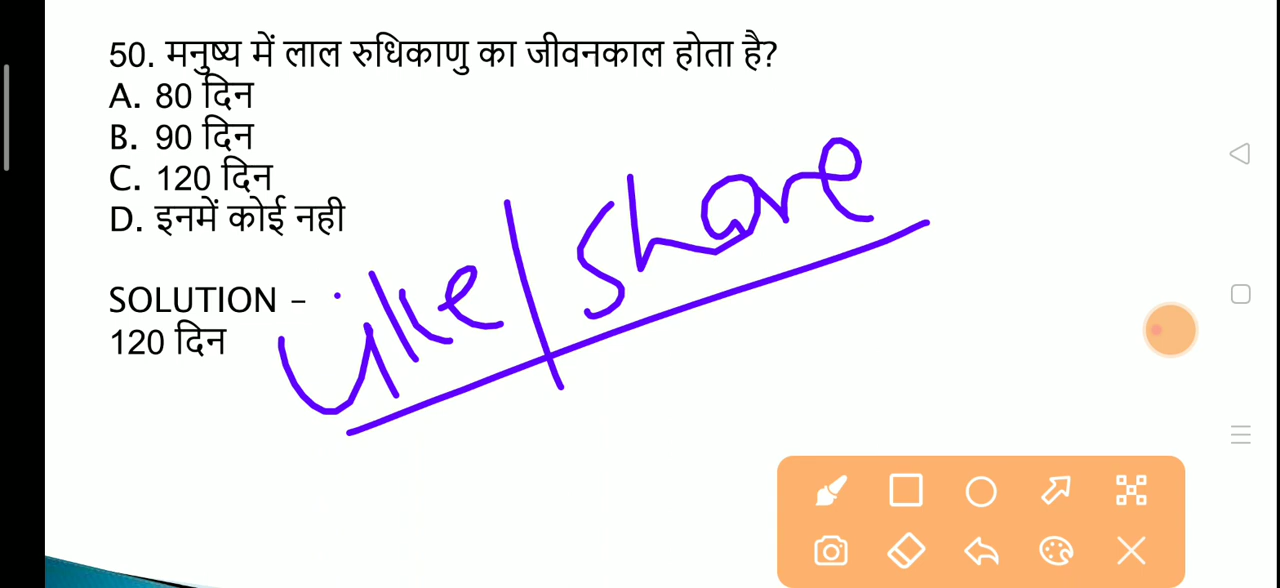 50. मनुष्य में लाल रुधिकाणु का जीवनकाल होता है?
A. 80 दिन
B. 90 दिन
C. 120 दिन
D. इनमें कोई नही
SOLUTION –
120 दिन
Like/Share